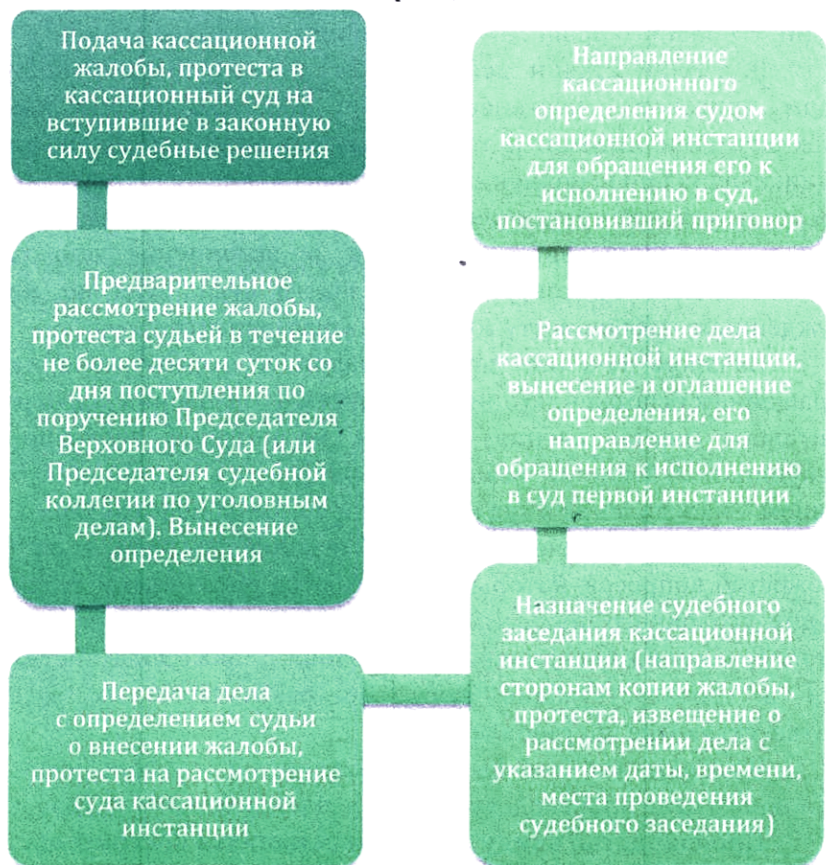 Подача кассационной
жалобы, протеста в
кассационный суд на
вступившие в законную
силу судебные решения
Предварительное
рассмотрение жалобы,
протеста судьей в течение
не более десяти суток со
дня поступления по
поручению Председателя
Верховного Суда (или
Председателя судебной
коллегии по уголовным
делам). Вынесение
определения
Передача дела
с определением судьи
о внесении жалобы,
протеста на рассмотрение
суда кассационной
инстанции
Назначение судебного
заседания кассационной
инстанции (направление
сторонам копии жалобы,
протеста, извещение о
рассмотрении дела с
указанием даты, времени,
места проведения
судебного заседания)
Рассмотрение дела
кассационной инстанции,
вынесение и оглашение
определения, его
направление для
обращения к исполнению
в суд первой инстанции
Направление
кассационного
определения судом
кассационной инстанции
для обращения его к
исполнению в суд,
постановивший приговор